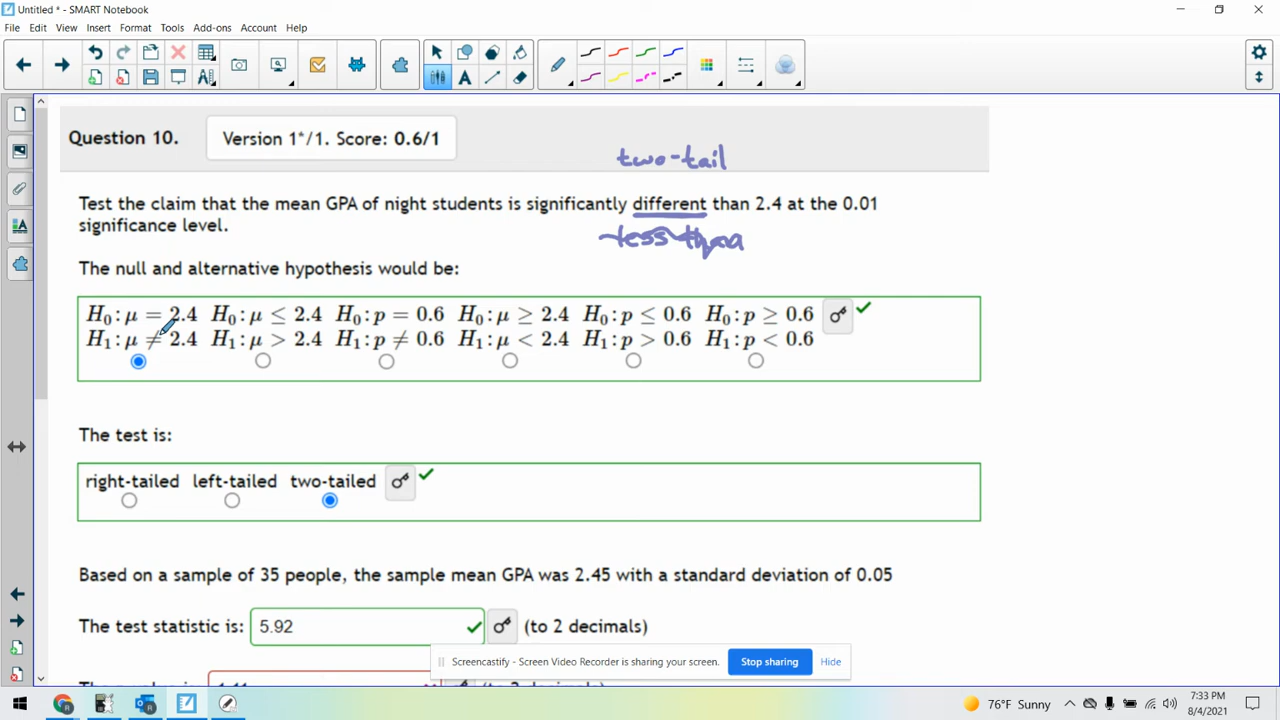 Untitled * - SMART Notebook
File Edit View Insert Format Tools Add-ons Account Help
Question 10.
Version 1*/1. Score: 0.6/1
two-tail
Test the claim that the mean GPA of night students is significantly different than 2.4 at the 0.01
significance level.
less than
The null and alternative hypothesis would be:
H₀: μ = 2.4 H₀: μ ≤ 2.4 H₀: p = 0.6 H₀: μ ≥ 2.4 H₀: p ≤ 0.6 H₀: p ≥ 0.6
H₁: μ ≠ 2.4 H₁: μ > 2.4 H₁: p ≠ 0.6 H₁: μ < 2.4 H₁: p > 0.6 H₁: p < 0.6
The test is:
right-tailed left-tailed two-tailed
Based on a sample of 35 people, the sample mean GPA was 2.45 with a standard deviation of 0.05
The test statistic is: 5.92 (to 2 decimals)
Screencastify - Screen Video Recorder is sharing your screen. Stop sharing Hide
76°F Sunny
7:33 PM
8/4/2021